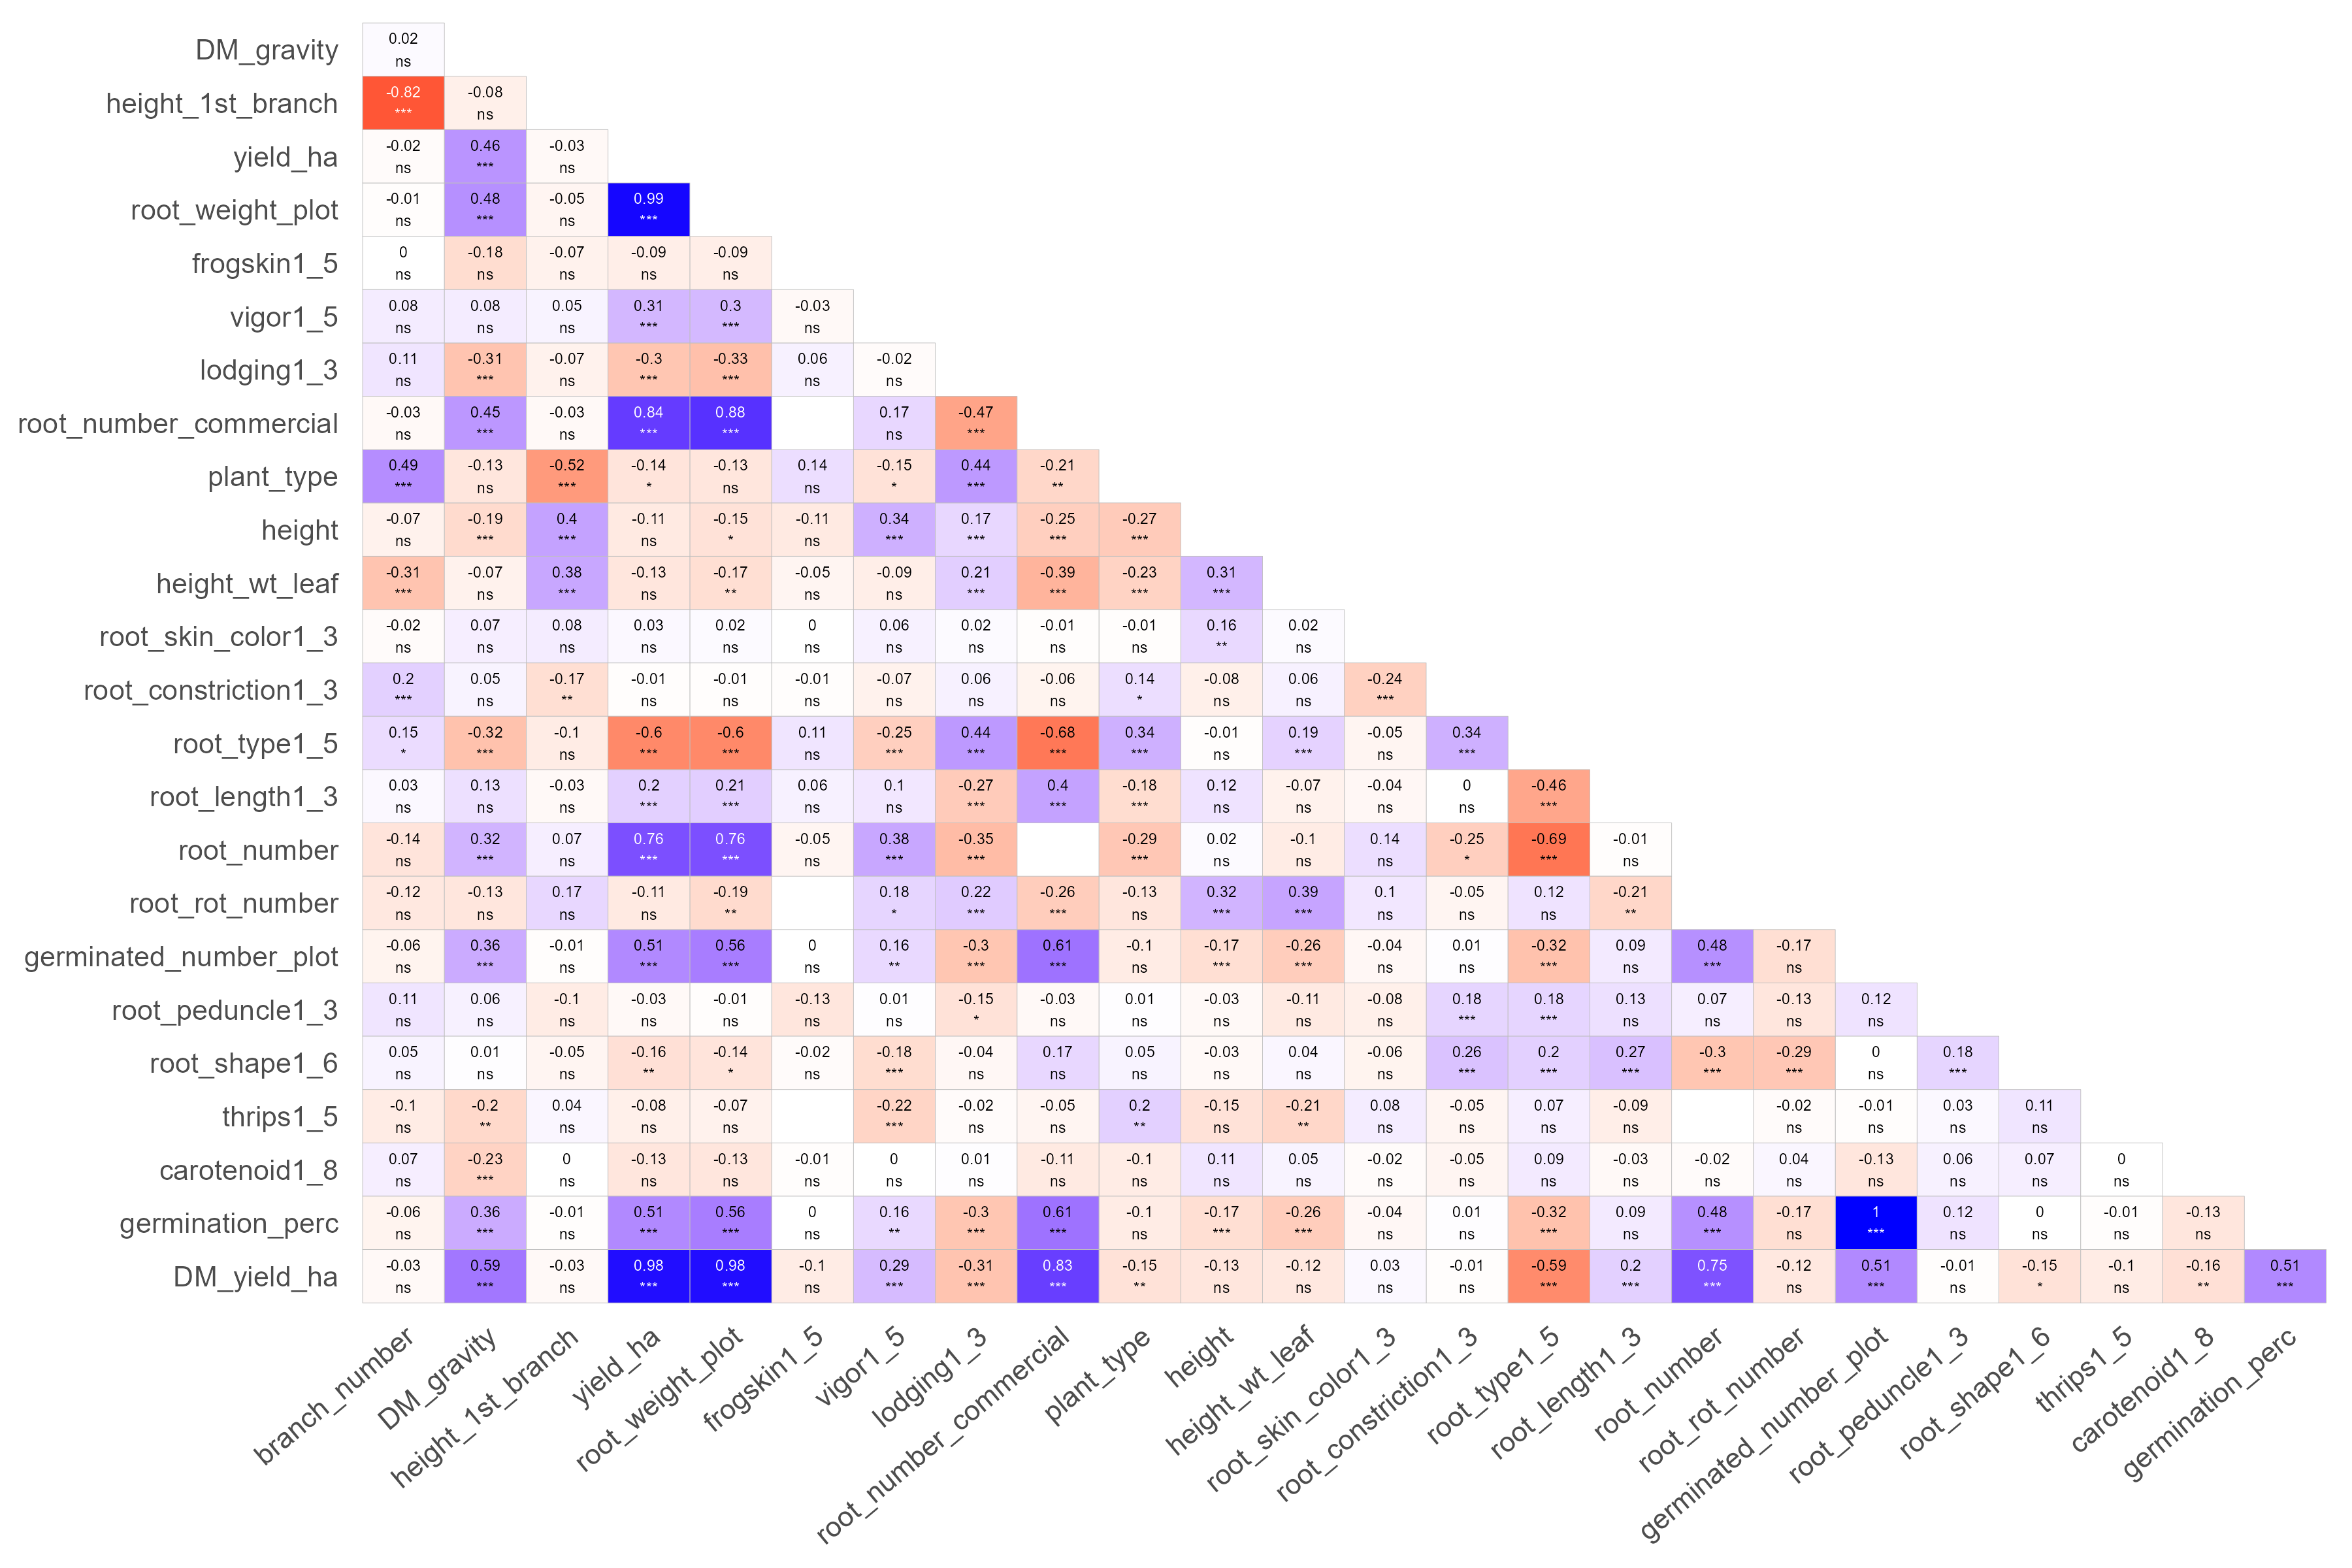 0.02
DM_gravity
ns
-0.82 -0.08
height_1st_branch
*** ns
-0.02 0.46 -0.03
yield_ha
ns *** ns
-0.01 0.48 -0.05 0.99
root_weight_plot
ns *** ns ***
0 -0.18 -0.07 -0.09 -0.09
frogskin1_5
ns ns ns ns ns
0.08 0.08 0.05 0.31 0.3 -0.03
vigor1_5
ns ns ns *** *** ns
0.11 -0.31 -0.07 -0.3 -0.33 0.06 -0.02
lodging1_3
ns *** ns *** *** ns ns
-0.03 0.45 -0.03 0.84 0.88 0.17 -0.47
root_number_commercial
ns *** ns *** *** ns ***
0.49 -0.13 -0.52 -0.14 -0.13 0.14 -0.15 0.44 -0.21
plant_type
*** ns *** * ns ns * *** **
-0.07 -0.19 0.4 -0.11 -0.15 -0.11 0.34 0.17 -0.25 -0.27
height
ns *** *** ns * ns *** *** *** ***
-0.31 -0.07 0.38 -0.13 -0.17 -0.05 -0.09 0.21 -0.39 -0.23 0.31
height_wt_leaf
*** ns *** ns ** ns ns *** *** *** ***
-0.02 0.07 0.08 0.03 0.02 0 0.06 0.02 -0.01 -0.01 0.16 0.02
root_skin_color1_3
ns ns ns ns ns ns ns ns ns ns ** ns
0.2 0.05 -0.17 -0.01 -0.01 -0.01 -0.07 0.06 -0.06 0.14 -0.08 0.06 -0.24
root_constriction1_3
*** ns ** ns ns ns ns ns ns * ns ns ***
0.15 -0.32 -0.1 -0.6 -0.6 0.11 -0.25 0.44 -0.68 0.34 -0.01 0.19 -0.05 0.34
root_type1_5
* *** ns *** *** ns *** *** *** *** ns *** ns ***
0.03 0.13 -0.03 0.2 0.21 0.06 0.1 -0.27 0.4 -0.18 0.12 -0.07 -0.04 0 -0.46
root_length1_3
ns ns ns *** *** ns ns *** *** *** ns ns ns ns ***
-0.14 0.32 0.07 0.76 0.76 -0.05 0.38 -0.35 -0.29 0.02 -0.1 0.14 -0.25 -0.69 -0.01
root_number
ns *** ns *** *** ns *** *** *** ns ns ns * *** ns
-0.12 -0.13 0.17 -0.11 -0.19 0.18 0.22 -0.26 -0.13 0.32 0.39 0.1 -0.05 0.12 -0.21
root_rot_number
ns ns ns ns ** * *** *** ns *** *** ns ns ns **
-0.06 0.36 -0.01 0.51 0.56 0 0.16 -0.3 0.61 -0.1 -0.17 -0.26 -0.04 0.01 -0.32 0.09 0.48 -0.17
germinated_number_plot
ns *** ns *** *** ns ** *** *** ns *** *** ns ns *** ns *** ns
0.11 0.06 -0.1 -0.03 -0.01 -0.13 0.01 -0.15 -0.03 0.01 -0.03 -0.11 -0.08 0.18 0.18 0.13 0.07 -0.13 0.12
root_peduncle1_3
ns ns ns ns ns ns ns * ns ns ns ns ns *** *** ns ns ns ns
0.05 0.01 -0.05 -0.16 -0.14 -0.02 -0.18 -0.04 0.17 0.05 -0.03 0.04 -0.06 0.26 0.2 0.27 -0.3 -0.29 0 0.18
root_shape1_6
ns ns ns ** * ns *** ns ns ns ns ns ns *** *** *** *** *** ns ***
-0.1 -0.2 0.04 -0.08 -0.07 -0.22 -0.02 -0.05 0.2 -0.15 -0.21 0.08 -0.05 0.07 -0.09 -0.02 -0.01 0.03 0.11
thrips1_5
ns ** ns ns ns *** ns ns ** ns ** ns ns ns ns ns ns ns ns
0.07 -0.23 0 -0.13 -0.13 -0.01 0 0.01 -0.11 -0.1 0.11 0.05 -0.02 -0.05 0.09 -0.03 -0.02 0.04 -0.13 0.06 0.07 0
carotenoid1_8
ns *** ns ns ns ns ns ns ns ns ns ns ns ns ns ns ns ns ns ns ns ns
-0.06 0.36 -0.01 0.51 0.56 0 0.16 -0.3 0.61 -0.1 -0.17 -0.26 -0.04 0.01 -0.32 0.09 0.48 -0.17 1 0.12 0 -0.01 -0.13
germination_perc
ns *** ns *** *** ns ** *** *** ns *** *** ns ns *** ns *** ns *** ns ns ns ns
-0.03 0.59 -0.03 0.98 0.98 -0.1 0.29 -0.31 0.83 -0.15 -0.13 -0.12 0.03 -0.01 -0.59 0.2 0.75 -0.12 0.51 -0.01 -0.15 -0.1 -0.16 0.51
DM_yield_ha
ns *** ns *** *** ns *** *** *** ** ns ns ns ns *** *** *** ns *** ns * ns ** ***
branch_number
DM_gravity
height_1st_branch
yield_ha
root_weight_plot
frogskin1_5
vigor1_5
lodging1_3
root_number_commercial
plant_type
height
height_wt_leaf
root_skin_color1_3
root_constriction1_3
root_type1_5
root_length1_3
root_number
root_rot_number
germinated_number_plot
root_peduncle1_3
root_shape1_6
thrips1_5
carotenoid1_8
germination_perc